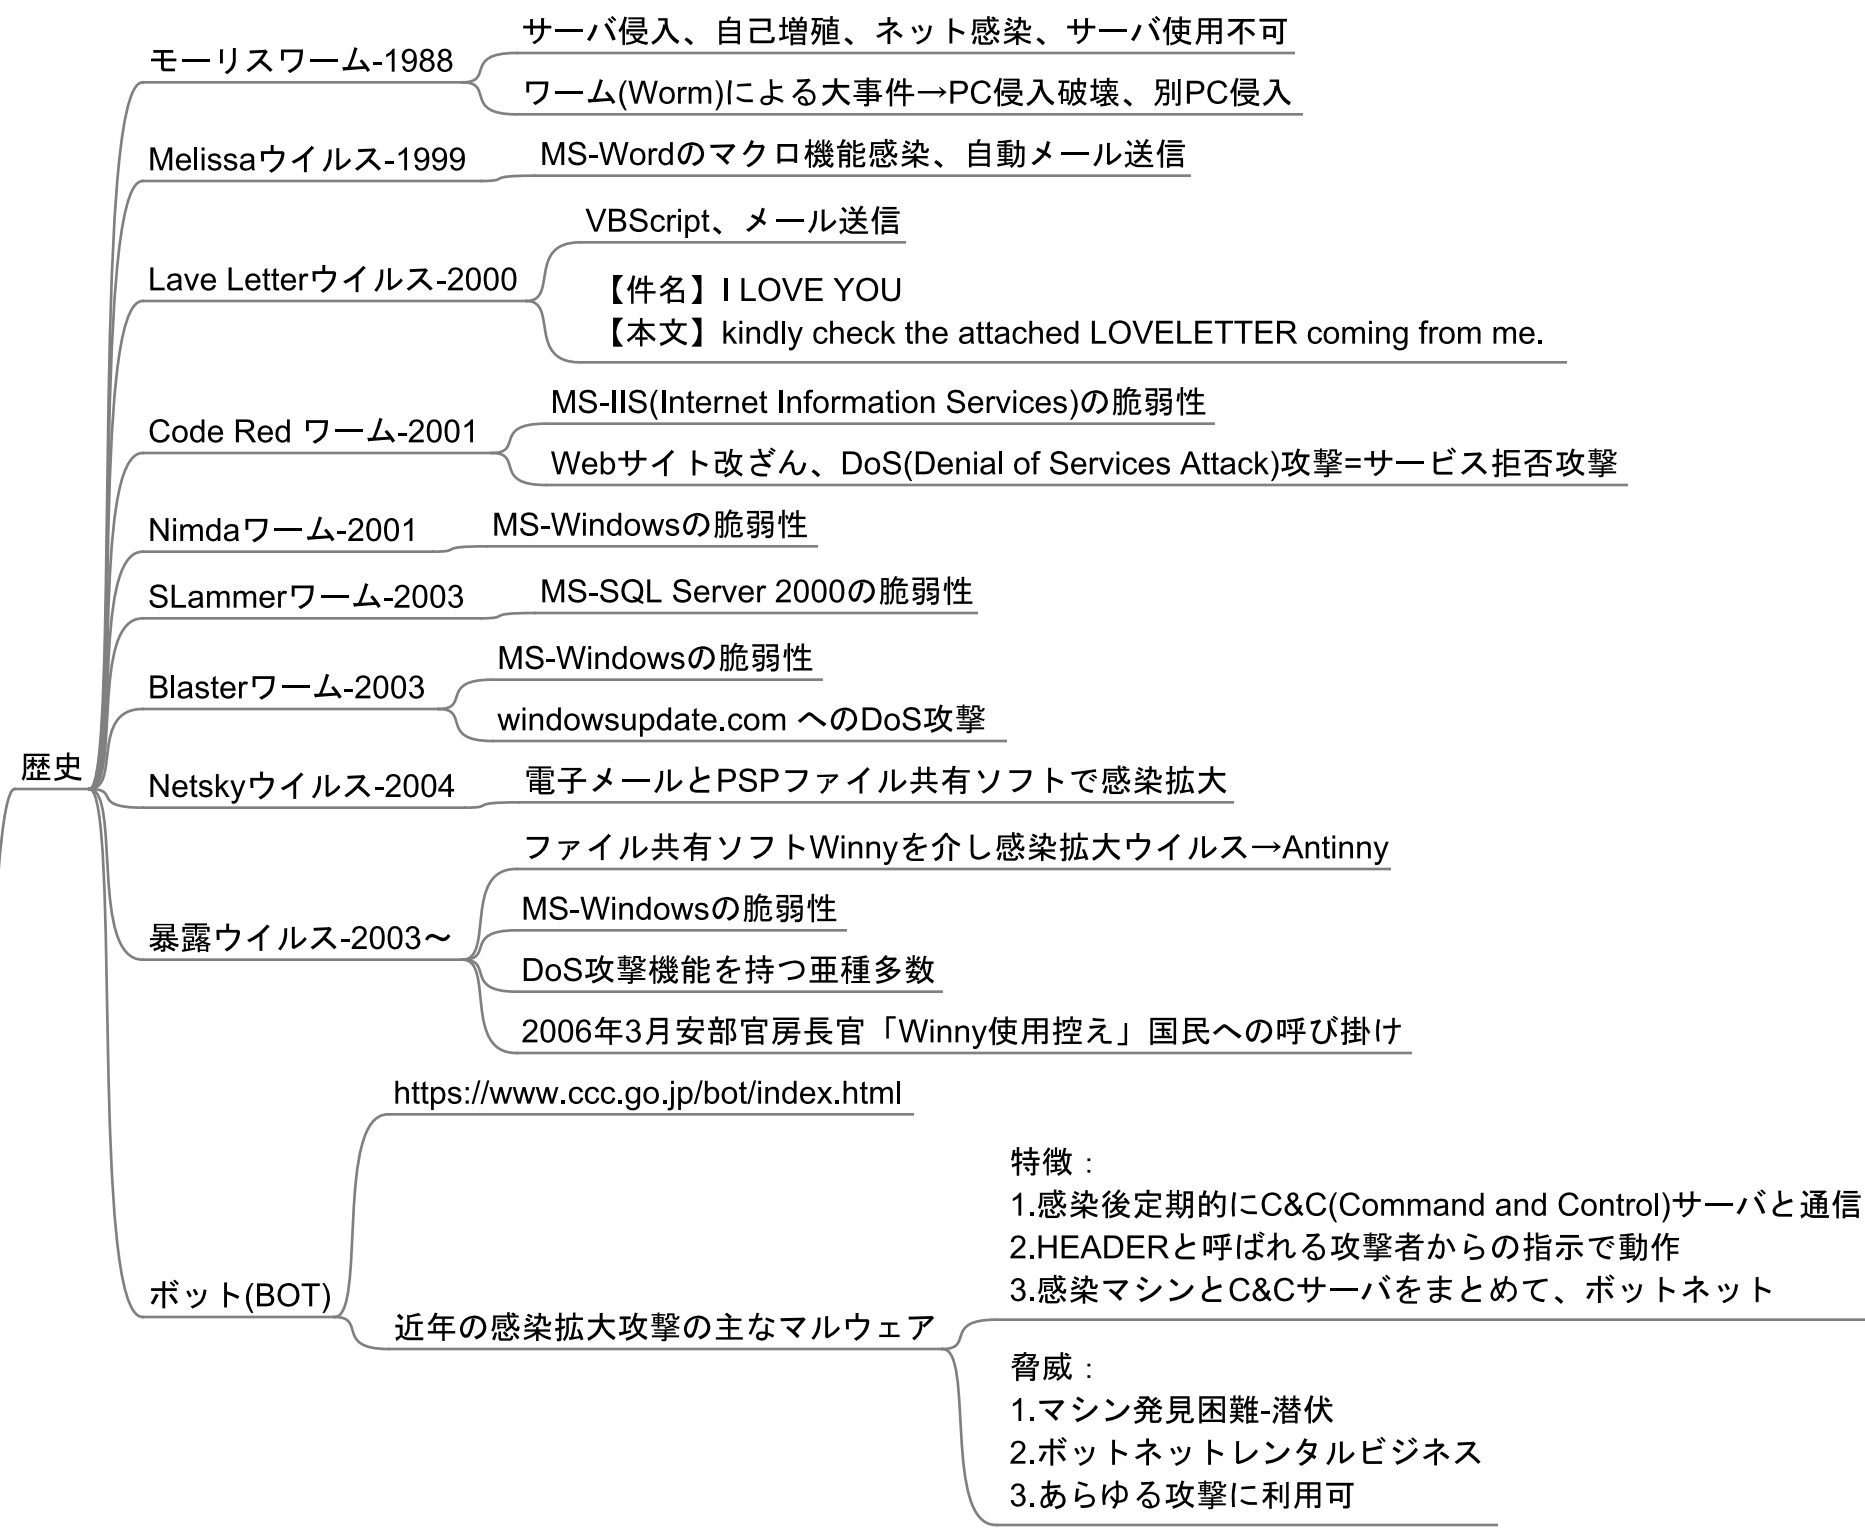 歴史
モーリスワーム-1988
サーバ侵入、自己増殖、ネット感染、サーバ使用不可
ワーム(Worm)による大事件→PC侵入破壊、別PC侵入
Melissaウイルス-1999
MS-Wordのマクロ機能感染、自動メール送信
Lave Letterウイルス-2000
VBScript、メール送信
【件名】I LOVE YOU
【本文】kindly check the attached LOVELETTER coming from me.
Code Red ワーム-2001
MS-IIS(Internet Information Services)の脆弱性
Webサイト改ざん、DoS(Denial of Services Attack)攻撃=サービス拒否攻撃
Nimdaワーム-2001
MS-Windowsの脆弱性
SLammerワーム-2003
MS-SQL Server 2000の脆弱性
Blasterワーム-2003
MS-Windowsの脆弱性
windowsupdate.com へのDoS攻撃
Netskyウイルス-2004
電子メールとPSPファイル共有ソフトで感染拡大
暴露ウイルス-2003～
ファイル共有ソフトWinnyを介し感染拡大ウイルス→Antinny
MS-Windowsの脆弱性
DoS攻撃機能を持つ亜種多数
2006年3月安部官房長官「Winny使用控え」国民への呼び掛け
ボット(BOT)
https://www.ccc.go.jp/bot/index.html
近年の感染拡大攻撃の主なマルウェア
特徴：
1.感染後定期的にC&C(Command and Control)サーバと通信
2.HEADERと呼ばれる攻撃者からの指示で動作
3.感染マシンとC&Cサーバをまとめて、ボットネット
脅威：
1.マシン発見困難-潜伏
2.ボットネットレンタルビジネス
3.あらゆる攻撃に利用可